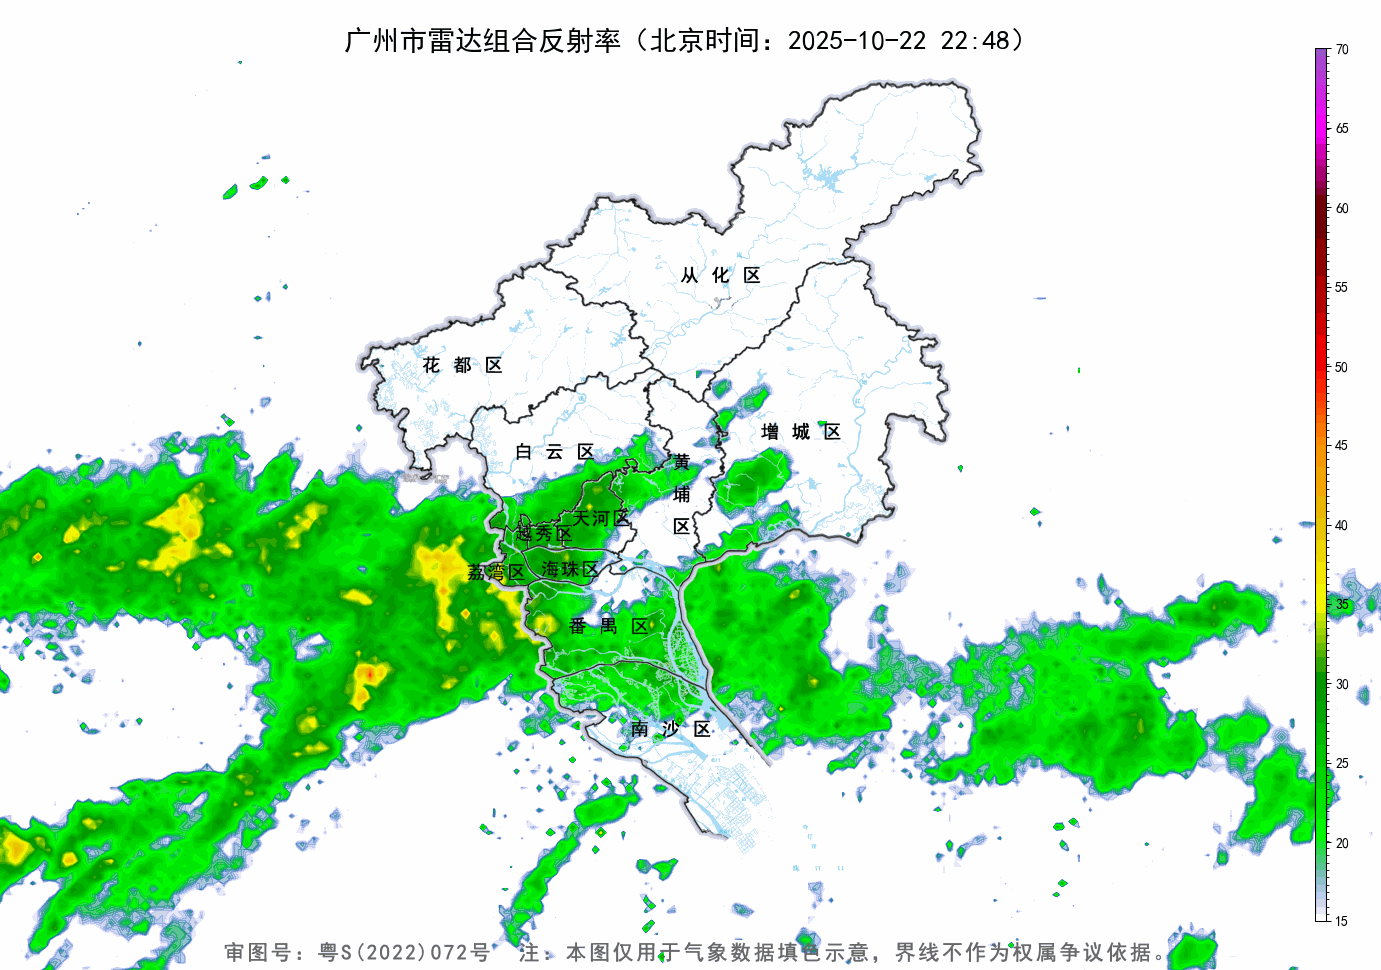 广州市雷达组合反射率（北京时间：2025-10-22 22:48）
70
65
60
55
50
45
40
35
30
25
20
15
从化区
花都区
增城区
白云区
黄埔区
天河区
越秀区
荔湾区
海珠区
番禺区
南沙区
审图号：粤S(2022)072号　注：本图仅用于气象数据填色示意，界线不作为权属争议依据。